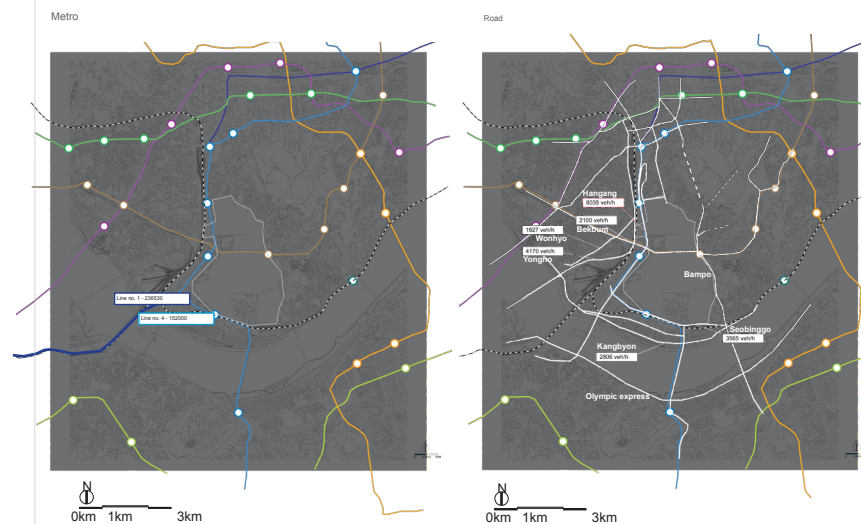 Metro
Line no. 1 - 236530
Line no. 4 - 152000
N
0km 1km 3km
Road
Hangang
8035 veh/h
2100 veh/h
Bekbum
1927 veh/h
Wonhyo
4170 veh/h
Yongho
Bampo
Seobinggo
3565 veh/h
Kangbyon
2806 veh/h
Olympic express
N
0km 1km 3km